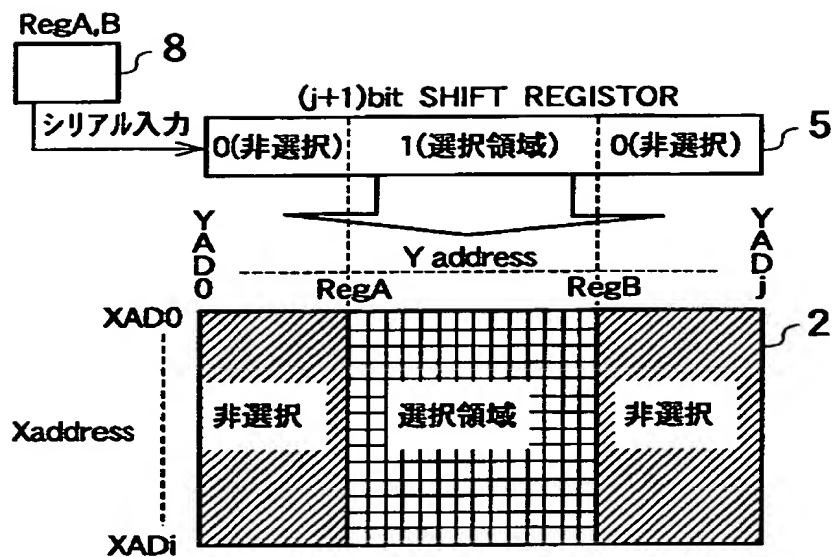 RegA,B
8
(j+1)bit SHIFT REGISTOR
シリアル入力
0(非選択) 1(選択領域) 0(非選択)
5
YAD0
Y address
YADj
RegA
RegB
XAD0
2
非選択 選択領域 非選択
Xaddress
XADi